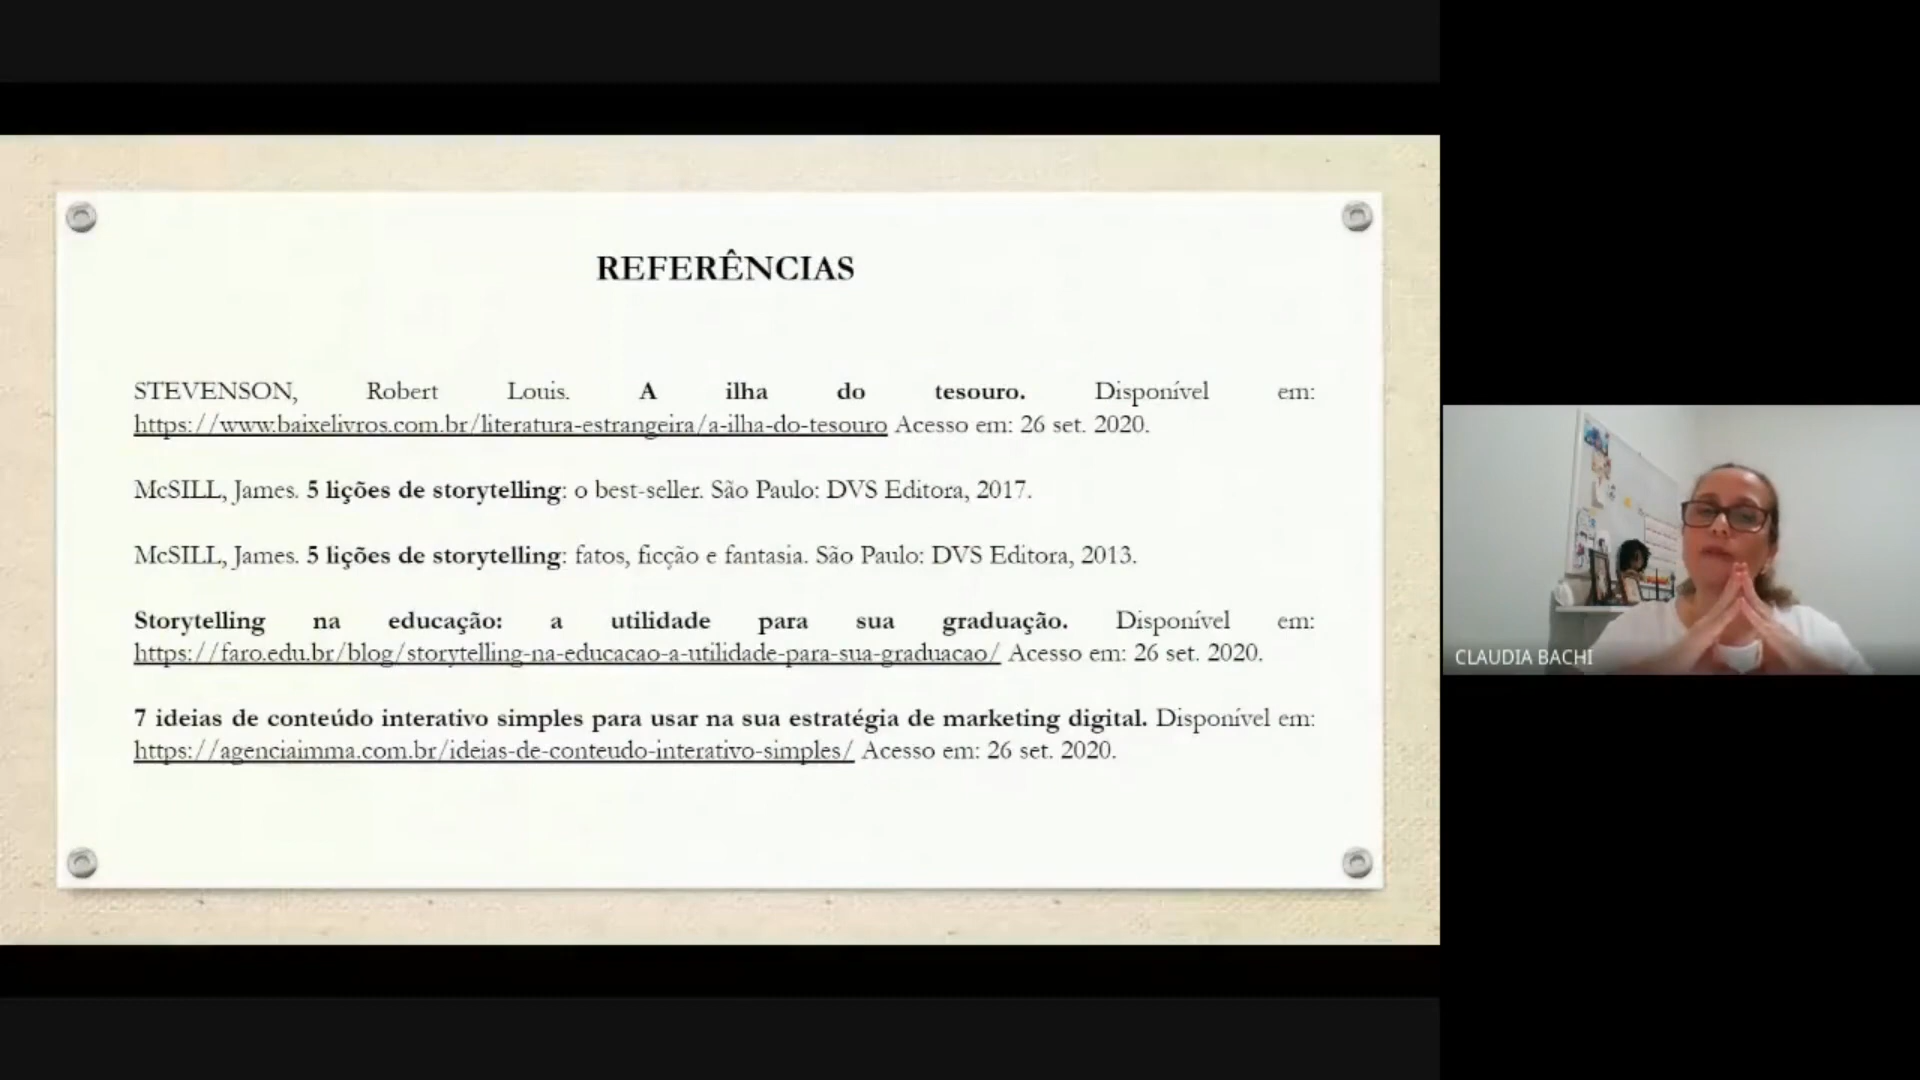 REFERÊNCIAS
STEVENSON, Robert Louis. A ilha do tesouro. Disponível em:
https://www.baixelivros.com.br/literatura-estrangeira/a-ilha-do-tesouro Acesso em: 26 set. 2020.
McSILL, James. 5 lições de storytelling: o best-seller. São Paulo: DVS Editora, 2017.
McSILL, James. 5 lições de storytelling: fatos, ficção e fantasia. São Paulo: DVS Editora, 2013.
Storytelling na educação: a utilidade para sua graduação. Disponível em:
https://faro.edu.br/blog/storytelling-na-educacao-a-utilidade-para-sua-graduacao/ Acesso em: 26 set. 2020.
7 ideias de conteúdo interativo simples para usar na sua estratégia de marketing digital. Disponível em:
https://agenciaimma.com.br/ideias-de-conteudo-interativo-simples/ Acesso em: 26 set. 2020.
CLAUDIA BACHI